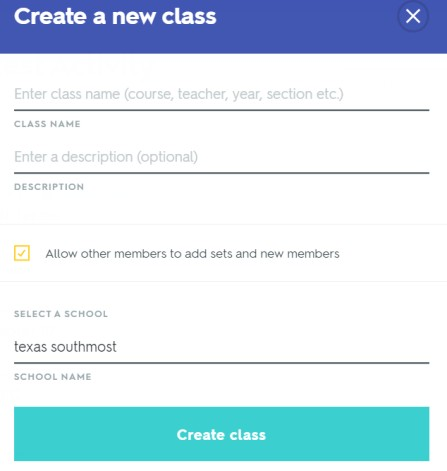 Create a new class
Enter class name (course, teacher, year, section etc.)
CLASS NAME
Enter a description (optional)
DESCRIPTION
Allow other members to add sets and new members
SELECT A SCHOOL
texas southmost
SCHOOL NAME
Create class